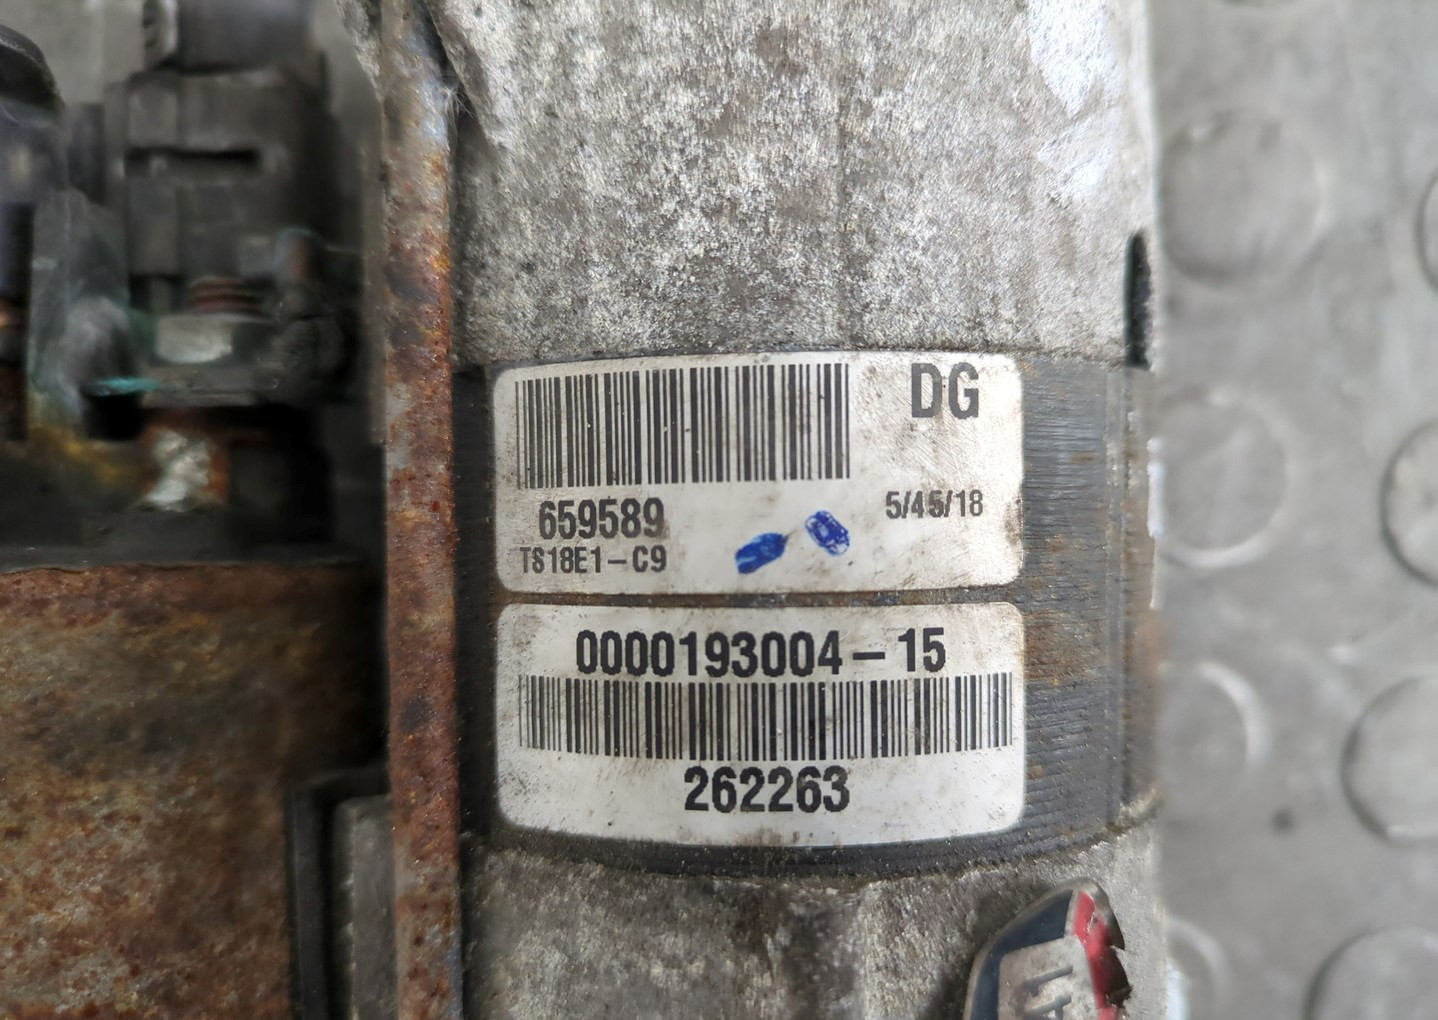 DG
659589
5/45/18
TS18E1-C9
0000193004-15
262263